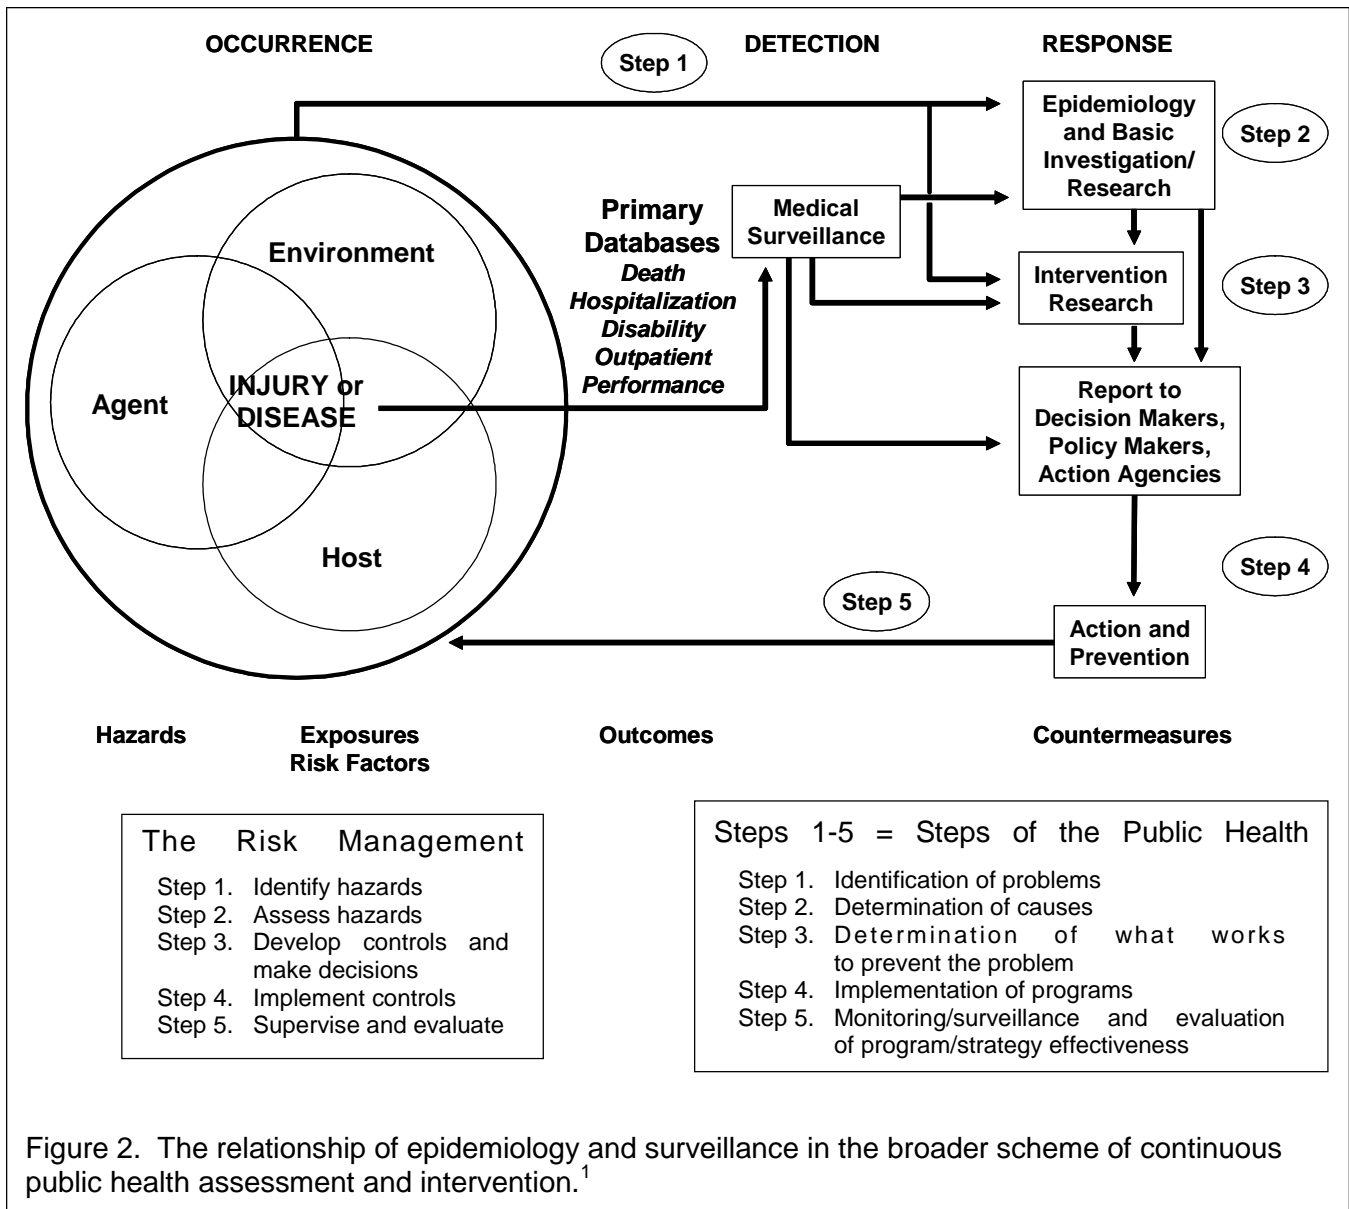 OCCURRENCE
DETECTION
RESPONSE
Step 1
Epidemiology
and Basic
Investigation/
Research
Step 2
Primary
Databases
Death
Hospitalization
Disability
Outpatient
Performance
Medical
Surveillance
Environment
Intervention
Research
Step 3
Agent
INJURY or
DISEASE
Report to
Decision Makers,
Policy Makers,
Action Agencies
Host
Step 4
Step 5
Action and
Prevention
Hazards
Exposures
Risk Factors
Outcomes
Countermeasures
The Risk Management
Step 1. Identify hazards
Step 2. Assess hazards
Step 3. Develop controls and
make decisions
Step 4. Implement controls
Step 5. Supervise and evaluate
Steps 1-5 = Steps of the Public Health
Step 1. Identification of problems
Step 2. Determination of causes
Step 3. Determination of what works
to prevent the problem
Step 4. Implementation of programs
Step 5. Monitoring/surveillance and evaluation
of program/strategy effectiveness
Figure 2. The relationship of epidemiology and surveillance in the broader scheme of continuous
public health assessment and intervention.1